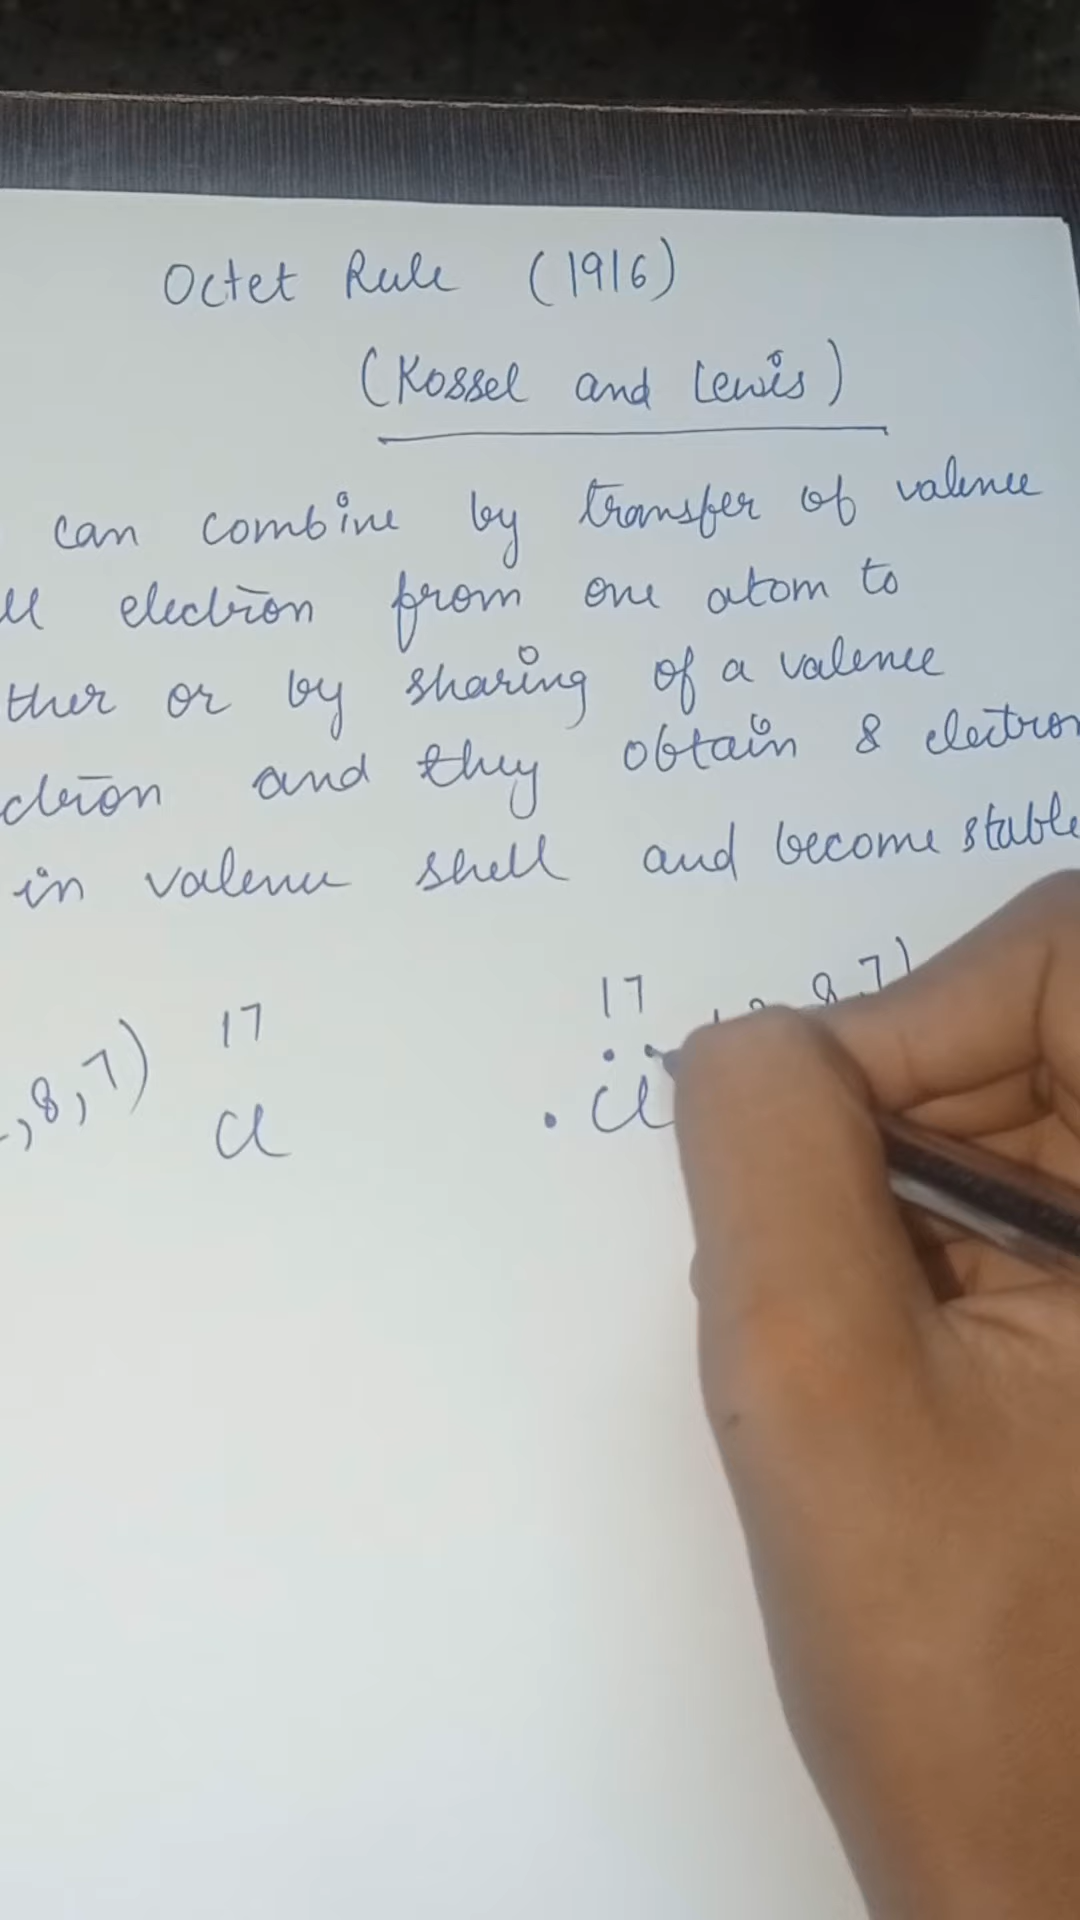 Octet Rule (1916)
(Kossel and Lewis)
can combine by transfer of valence
electron from one atom to
ther or by sharing of a valence
and they obtain 8 electron
in valence shell and become stable
17 17 8,7)
,8,7)
Cl .Cl